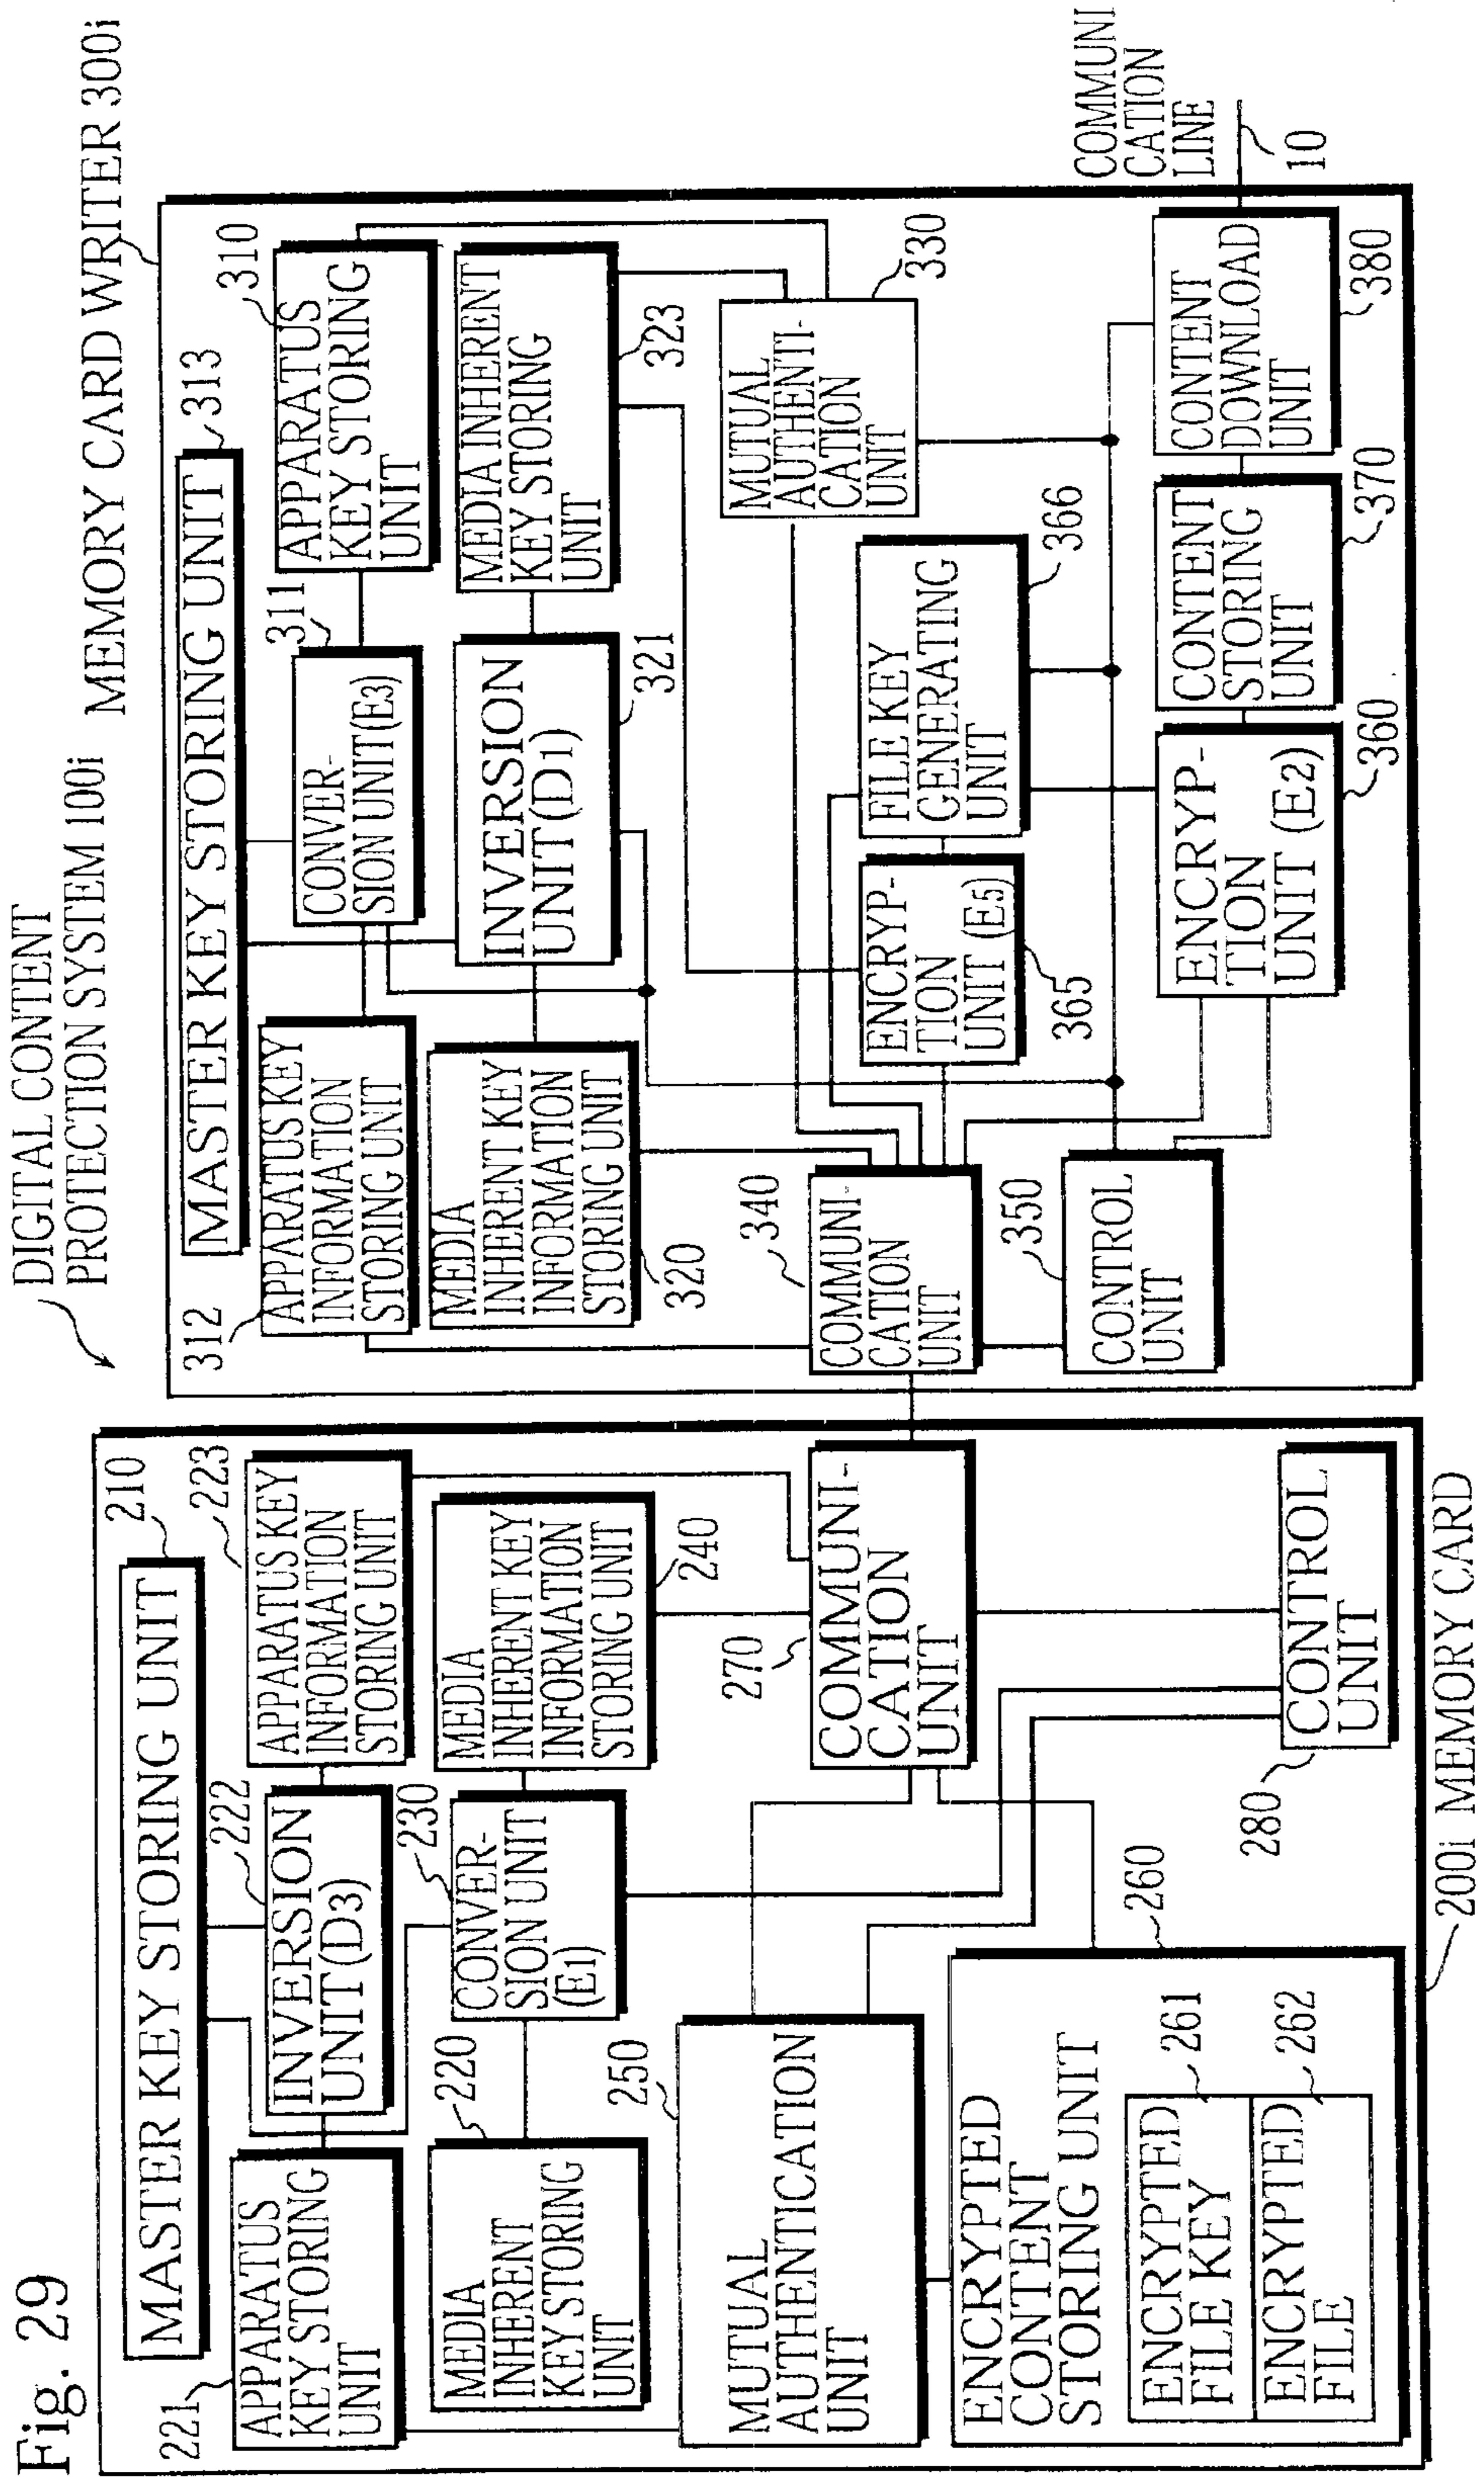 Fig. 29
DIGITAL CONTENT
PROTECTION SYSTEM 100i
MEMORY CARD WRITER 300i
MASTER KEY STORING UNIT
210
221
APPARATUS
KEY STORING
UNIT
222
INVERSION
UNIT(D3)
223
APPARATUS KEY
INFORMATION
STORING UNIT
220
MEDIA
INHERENT
KEY STORING
UNIT
230
CONVER-
SION UNIT
(E1)
MEDIA
INHERENT KEY
INFORMATION
STORING UNIT
240
250
MUTUAL
AUTHENTICATION
UNIT
270
COMMUNI-
CATION
UNIT
ENCRYPTED
CONTENT
STORING UNIT
260
ENCRYPTED
FILE KEY
261
ENCRYPTED
FILE
262
280
CONTROL
UNIT
200i MEMORY CARD
MASTER KEY STORING UNIT
313
312
APPARATUS KEY
INFORMATION
STORING UNIT
311
CONVER-
SION UNIT(E3)
310
APPARATUS
KEY STORING
UNIT
MEDIA
INHERENT KEY
INFORMATION
STORING UNIT
320
INVERSION
UNIT(D1)
321
MEDIA INHERENT
KEY STORING
UNIT
323
MUTUAL
AUTHENTI-
CATION
UNIT
330
340
COMMUNI-
CATION
UNIT
ENCRYP-
TION
UNIT (E5)
365
FILE KEY
GENERATING
UNIT
366
350
CONTROL
UNIT
ENCRYP-
TION
UNIT (E2)
360
CONTENT
STORING
UNIT
370
CONTENT
DOWNLOAD
UNIT
380
COMMUNI
CATION
LINE
10